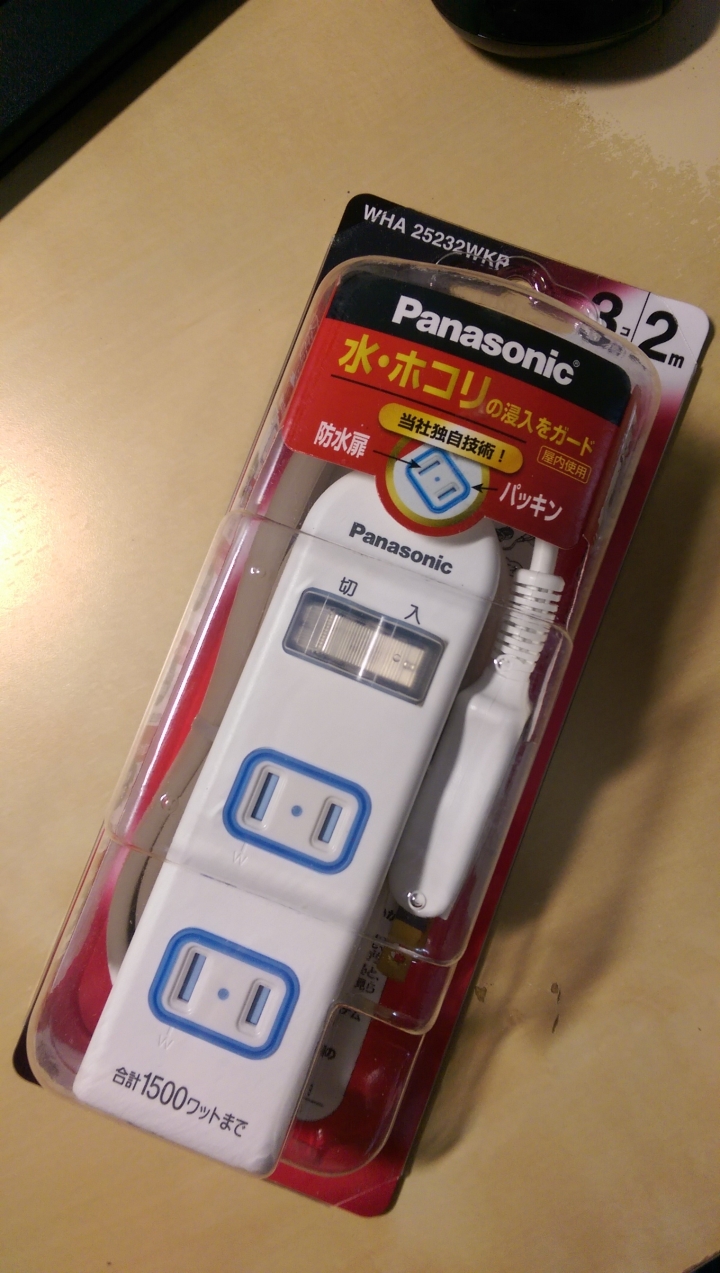 WHA 25232WKP
3コ 2m
Panasonic
水・ホコリの浸入をガード
当社独自技術!
屋内使用
防水扉
パッキン
Panasonic
切 入
W
W
合計1500ワットまで